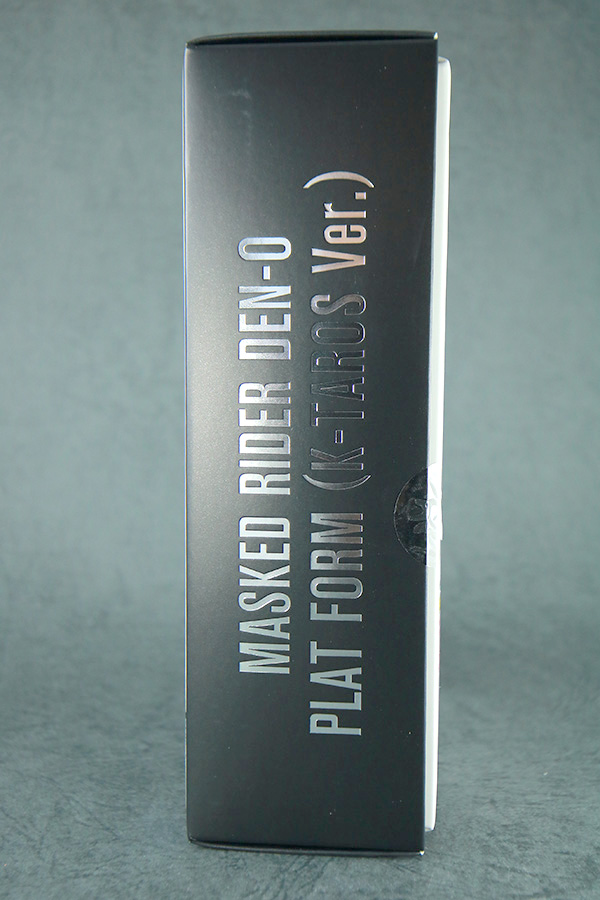 MASKED RIDER DEN-O
PLAT FORM (K-TAROS Ver.)